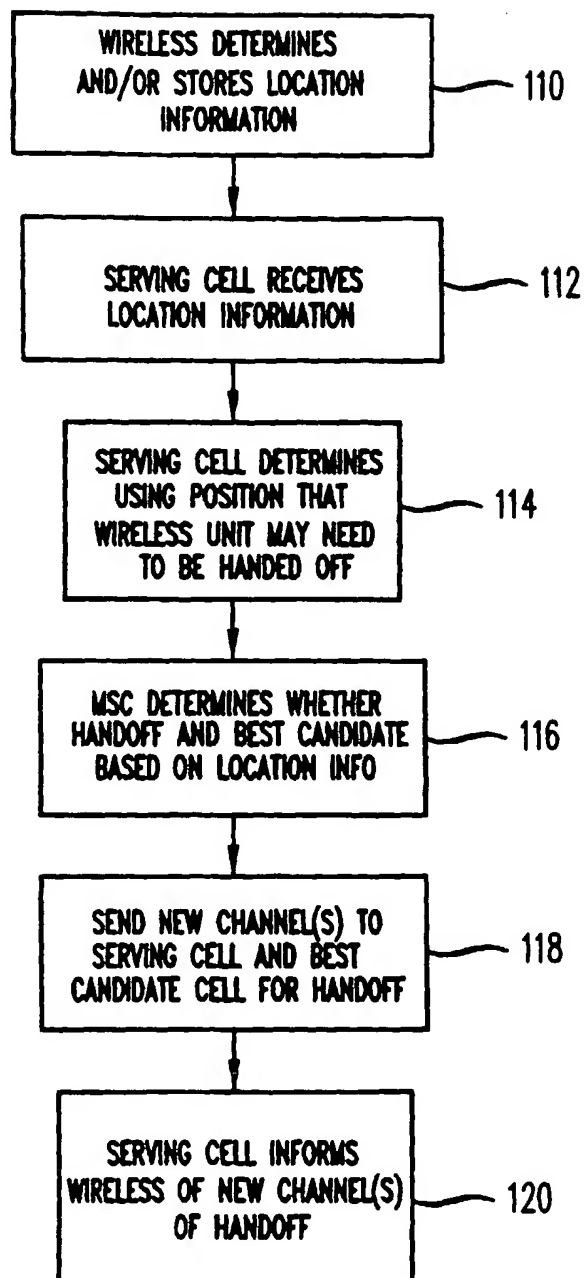 WIRELESS DETERMINES
AND/OR STORES LOCATION
INFORMATION
110
SERVING CELL RECEIVES
LOCATION INFORMATION
112
SERVING CELL DETERMINES
USING POSITION THAT
WIRELESS UNIT MAY NEED
TO BE HANDED OFF
114
MSC DETERMINES WHETHER
HANDOFF AND BEST CANDIDATE
BASED ON LOCATION INFO
116
SEND NEW CHANNEL(S) TO
SERVING CELL AND BEST
CANDIDATE CELL FOR HANDOFF
118
SERVING CELL INFORMS
WIRELESS OF NEW CHANNEL(S)
OF HANDOFF
120